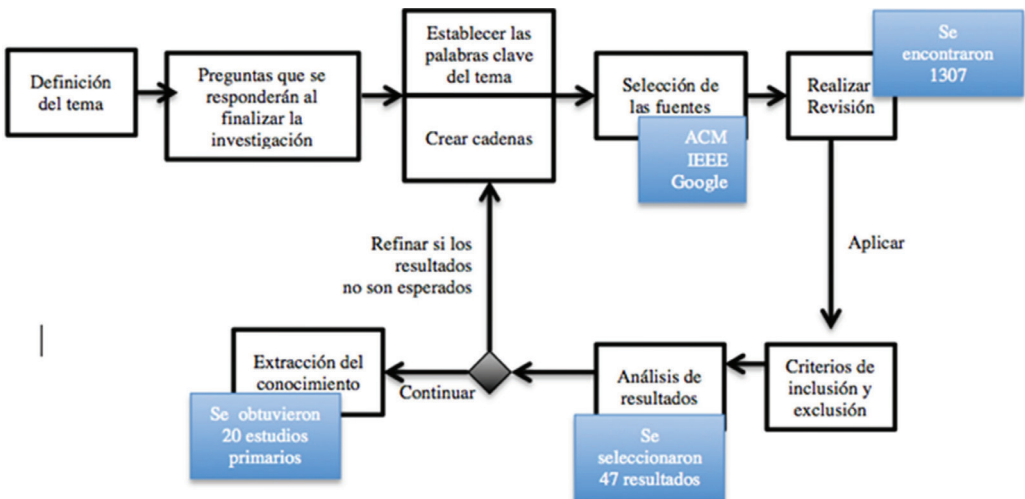 Definición
del tema
Preguntas que se
responderán al
finalizar la
investigación
Establecer las
palabras clave
del tema
Crear cadenas
Selección de
las fuentes
ACM
IEEE
Google
Realizar
Revisión
Se
encontraron
1307
Aplicar
Criterios de
inclusión y
exclusión
Análisis de
resultados
Se
seleccionaron
47 resultados
Refinar si los
resultados
no son esperados
Continuar
Extracción del
conocimiento
Se obtuvieron
20 estudios
primarios